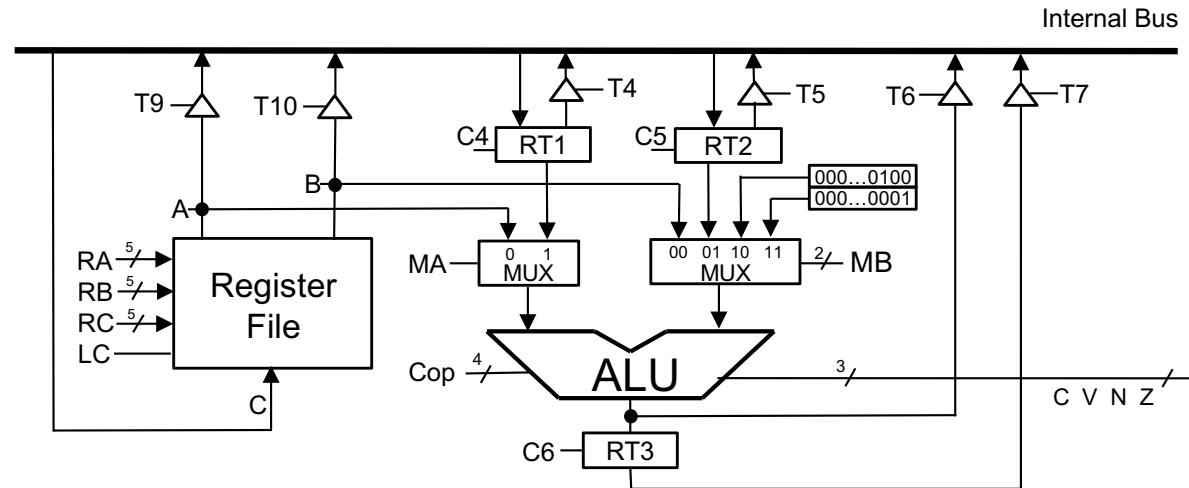 Internal Bus
T9
T10
T4
T5
T6
T7
C4
RT1
C5
RT2
000...0100
000...0001
B
A
RA
5
RB
5
RC
5
LC
Register
File
C
MA
0 1
MUX
00 01 10 11
MUX
2
MB
Cop
4
ALU
3
C V N Z
C6
RT3